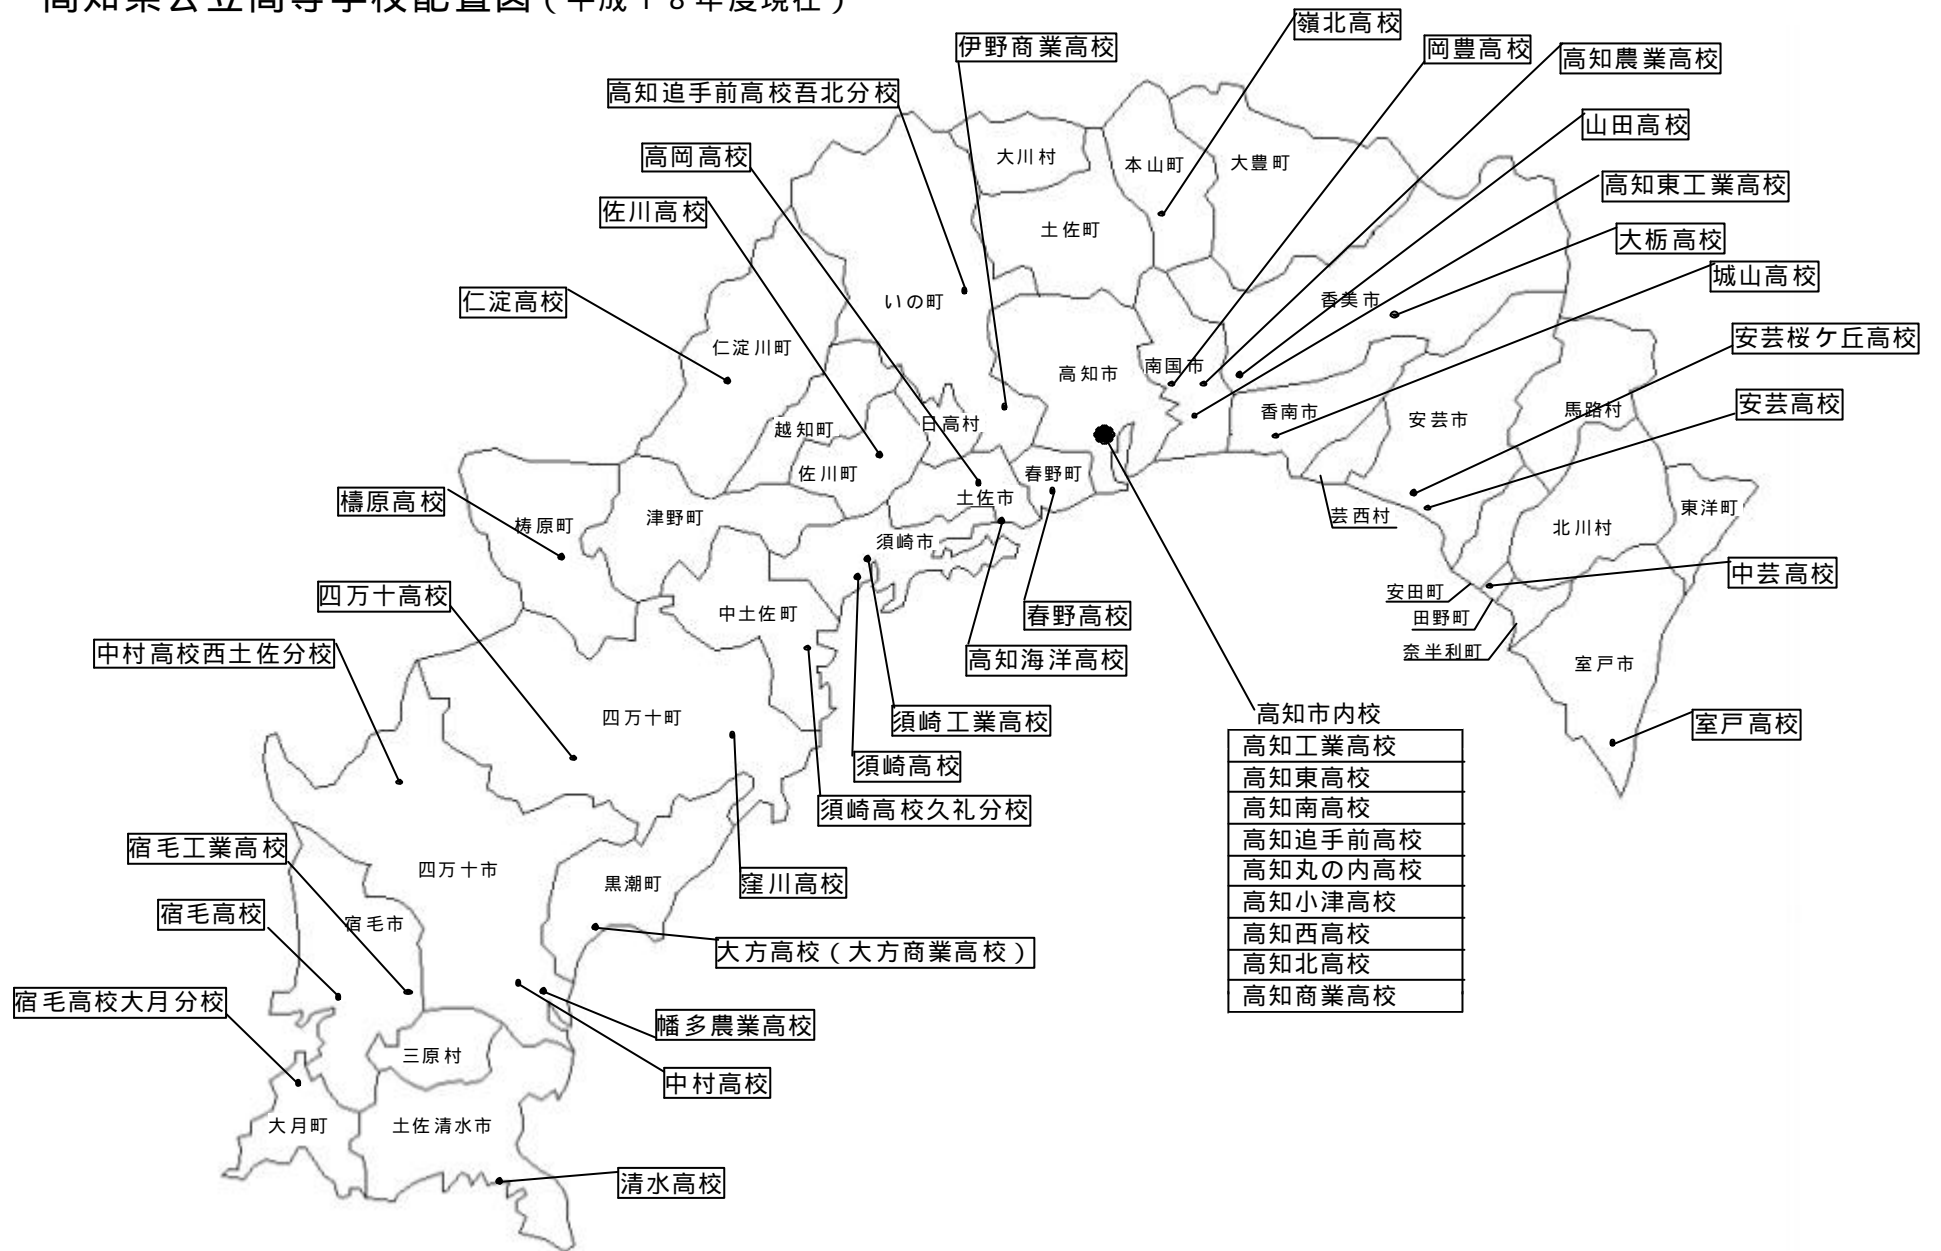 高知県公立高等学校配置図（平成１８年度現在）
嶺北高校
伊野商業高校
岡豊高校
高知農業高校
高知追手前高校吾北分校
山田高校
高岡高校
大川村
本山町
大豊町
高知東工業高校
佐川高校
土佐町
大栃高校
城山高校
仁淀高校
いの町
香美市
安芸桜ケ丘高校
仁淀川町
高知市
南国市
安芸高校
越知町
日高村
香南市
安芸市
馬路村
佐川町
春野町
檮原高校
土佐市
梼原町
津野町
芸西村
北川村
東洋町
須崎市
中芸高校
四万十高校
中土佐町
安田町
田野町
春野高校
奈半利町
中村高校西土佐分校
高知海洋高校
室戸市
四万十町
須崎工業高校
高知市内校
室戸高校
高知工業高校
須崎高校
高知東高校
須崎高校久礼分校
高知南高校
高知追手前高校
宿毛工業高校
四万十市
黒潮町
窪川高校
高知丸の内高校
高知小津高校
宿毛高校
宿毛市
高知西高校
大方高校（大方商業高校）
高知北高校
高知商業高校
宿毛高校大月分校
幡多農業高校
三原村
中村高校
大月町
土佐清水市
清水高校